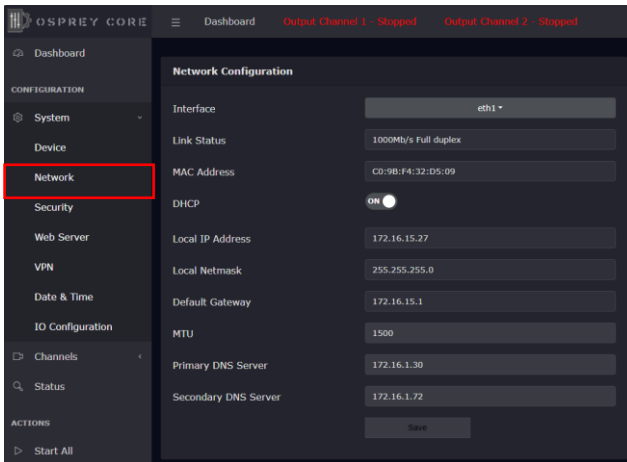 OSPREY CORE
Dashboard
Output Channel 1 - Stopped
Output Channel 2 - Stopped
Dashboard
CONFIGURATION
System
Device
Network
Security
Web Server
VPN
Date & Time
IO Configuration
Channels
Status
ACTIONS
Start All
Network Configuration
Interface eth1
Link Status 1000Mb/s Full duplex
MAC Address C0:9B:F4:32:D5:09
DHCP ON
Local IP Address 172.16.15.27
Local Netmask 255.255.255.0
Default Gateway 172.16.15.1
MTU 1500
Primary DNS Server 172.16.1.30
Secondary DNS Server 172.16.1.72
Save